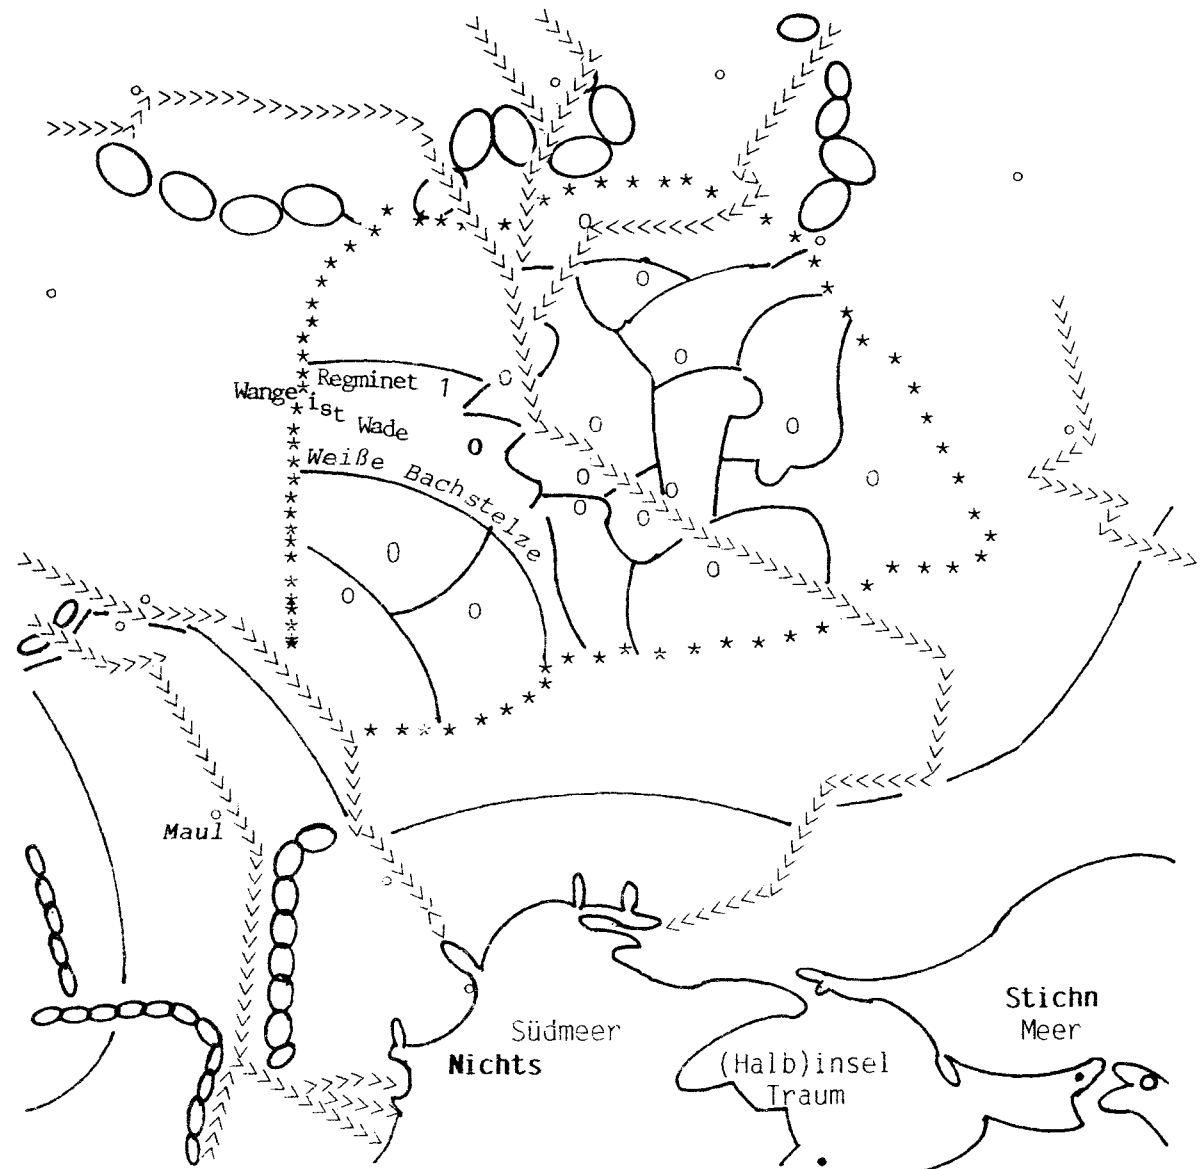 Regminet 1
Wange ist Wade
Weiße Bachstelze
Maul
Südmeer
Nichts
(Halb)insel
Traum
Stichn
Meer